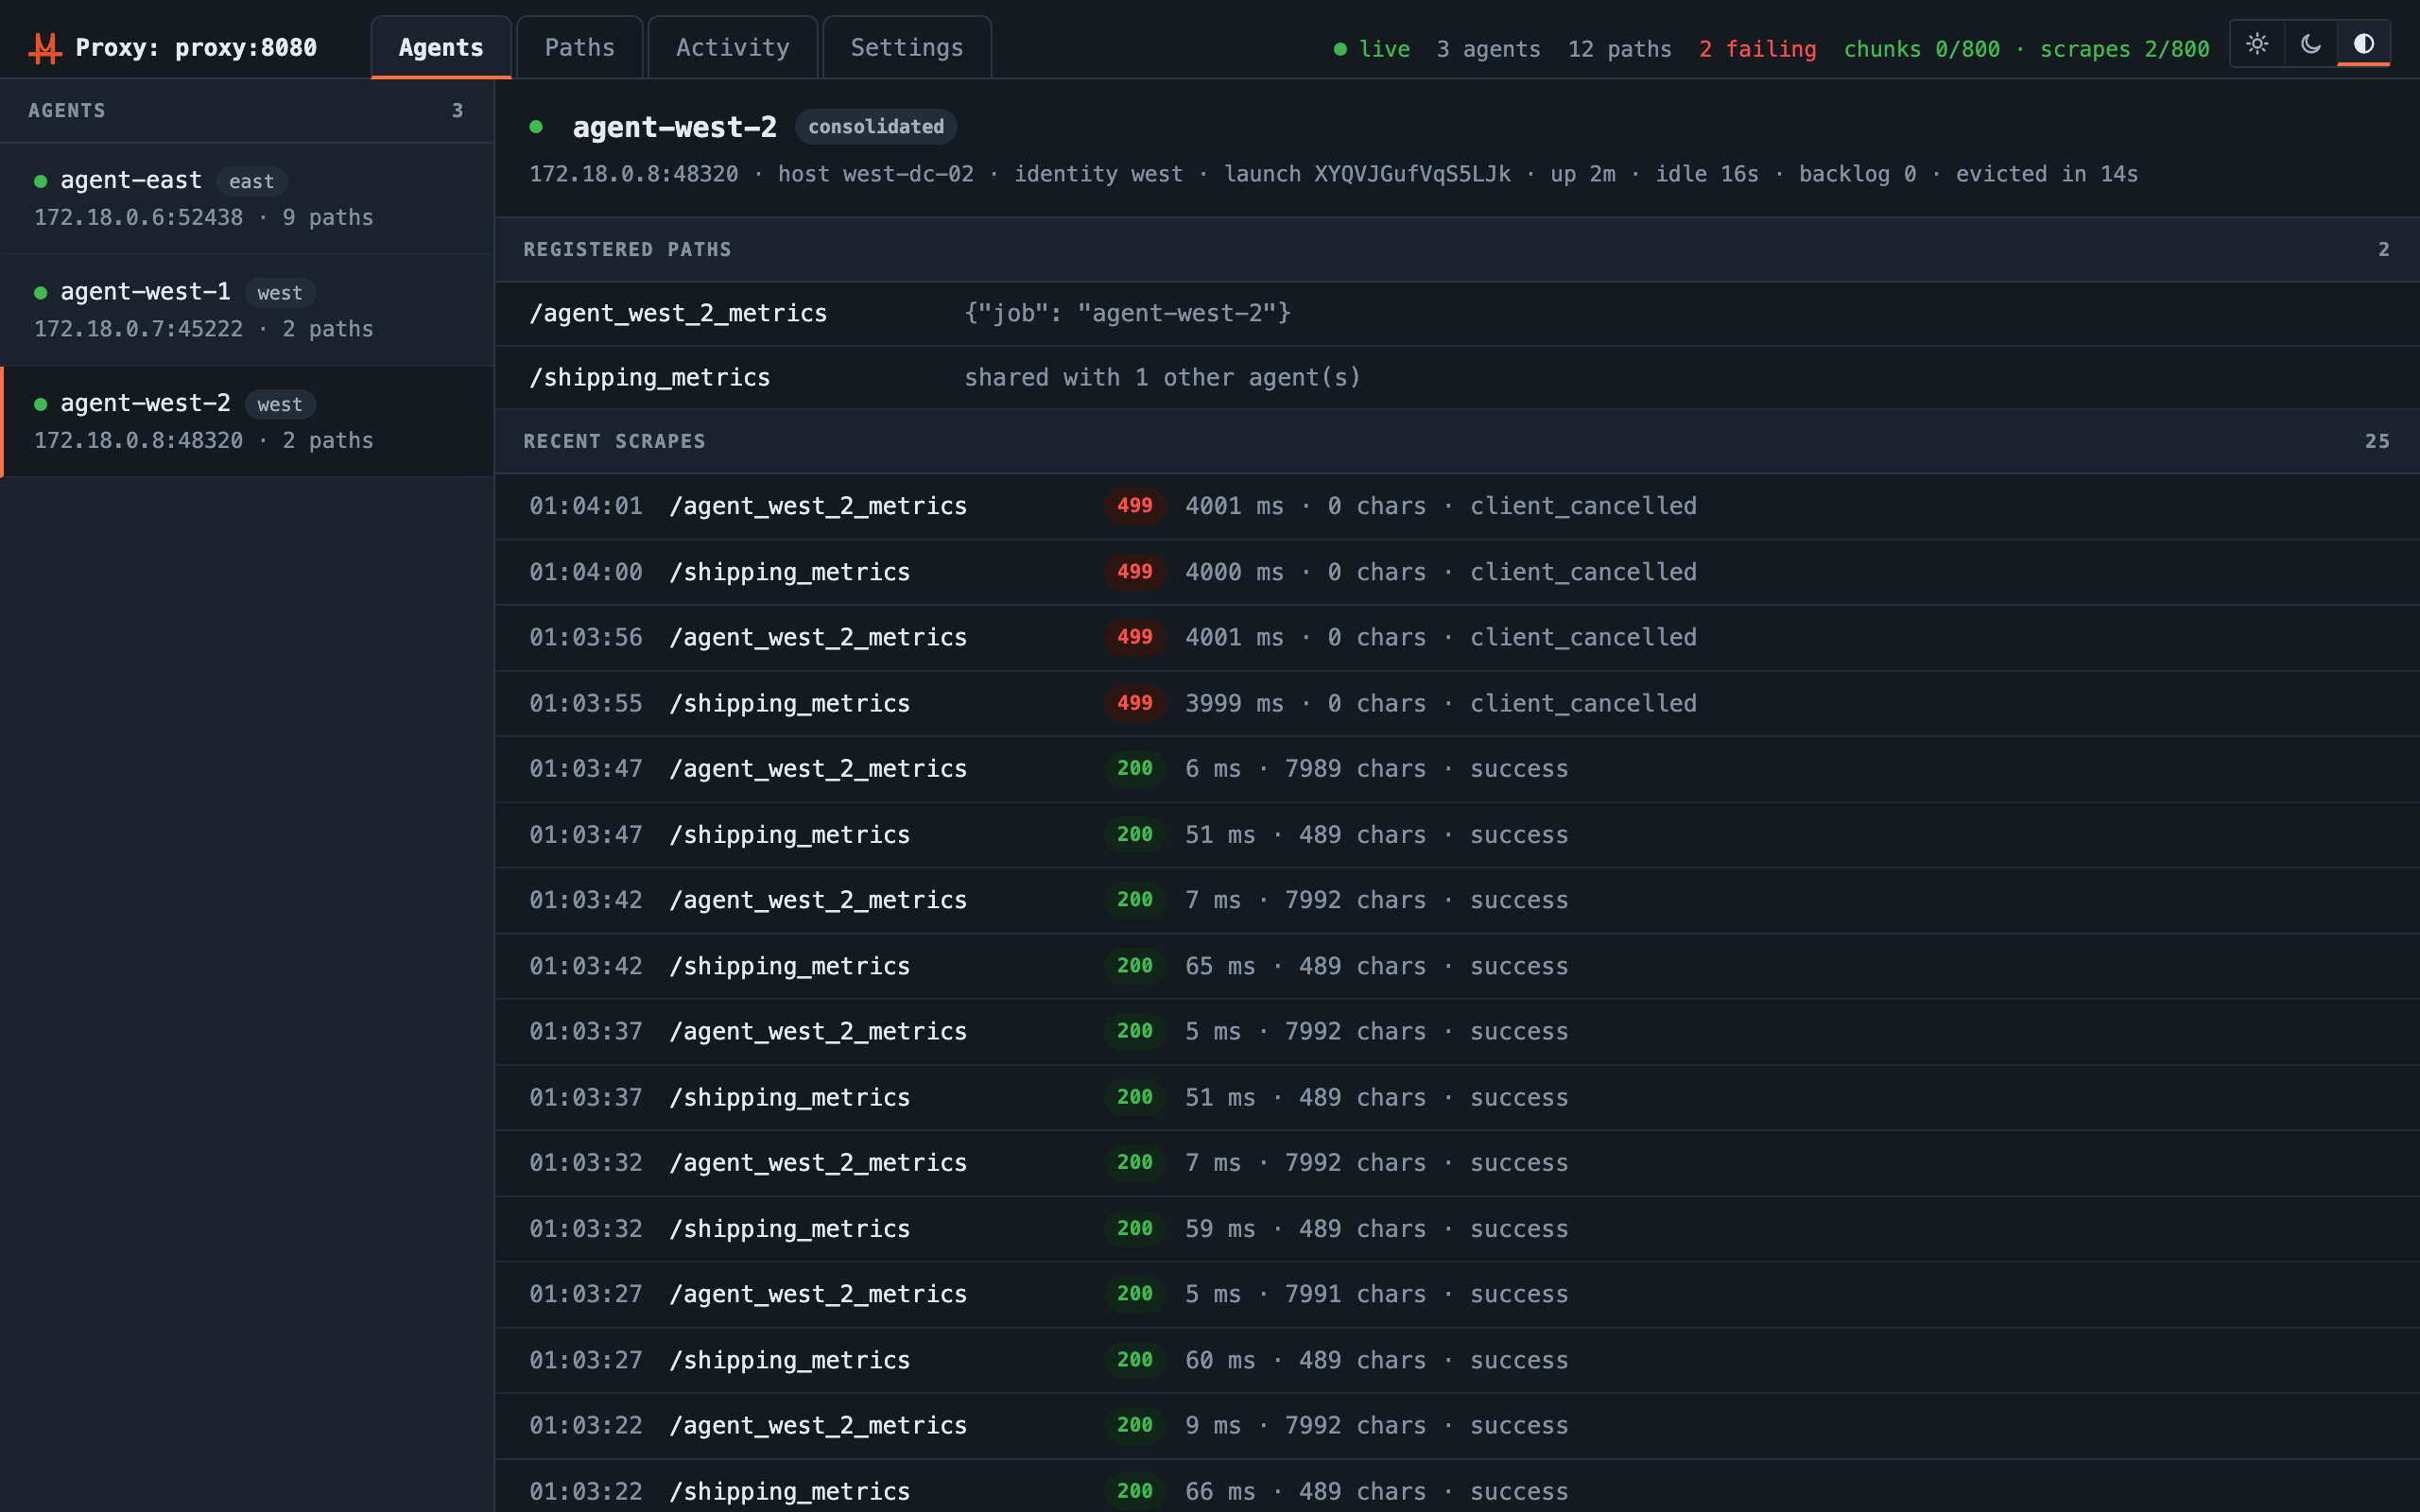 Proxy: proxy:8080 Agents Paths Activity Settings live 3 agents 12 paths 2 failing chunks 0/800 · scrapes 2/800
AGENTS 3
agent-east east
172.18.0.6:52438 · 9 paths
agent-west-1 west
172.18.0.7:45222 · 2 paths
agent-west-2 west
172.18.0.8:48320 · 2 paths
agent-west-2 consolidated
172.18.0.8:48320 · host west-dc-02 · identity west · launch XYQVJGufVqS5LJk · up 2m · idle 16s · backlog 0 · evicted in 14s
REGISTERED PATHS 2
/agent_west_2_metrics {"job": "agent-west-2"}
/shipping_metrics shared with 1 other agent(s)
RECENT SCRAPES 25
01:04:01 /agent_west_2_metrics 499 4001 ms · 0 chars · client_cancelled
01:04:00 /shipping_metrics 499 4000 ms · 0 chars · client_cancelled
01:03:56 /agent_west_2_metrics 499 4001 ms · 0 chars · client_cancelled
01:03:55 /shipping_metrics 499 3999 ms · 0 chars · client_cancelled
01:03:47 /agent_west_2_metrics 200 6 ms · 7989 chars · success
01:03:47 /shipping_metrics 200 51 ms · 489 chars · success
01:03:42 /agent_west_2_metrics 200 7 ms · 7992 chars · success
01:03:42 /shipping_metrics 200 65 ms · 489 chars · success
01:03:37 /agent_west_2_metrics 200 5 ms · 7992 chars · success
01:03:37 /shipping_metrics 200 51 ms · 489 chars · success
01:03:32 /agent_west_2_metrics 200 7 ms · 7992 chars · success
01:03:32 /shipping_metrics 200 59 ms · 489 chars · success
01:03:27 /agent_west_2_metrics 200 5 ms · 7991 chars · success
01:03:27 /shipping_metrics 200 60 ms · 489 chars · success
01:03:22 /agent_west_2_metrics 200 9 ms · 7992 chars · success
01:03:22 /shipping_metrics 200 66 ms · 489 chars · success